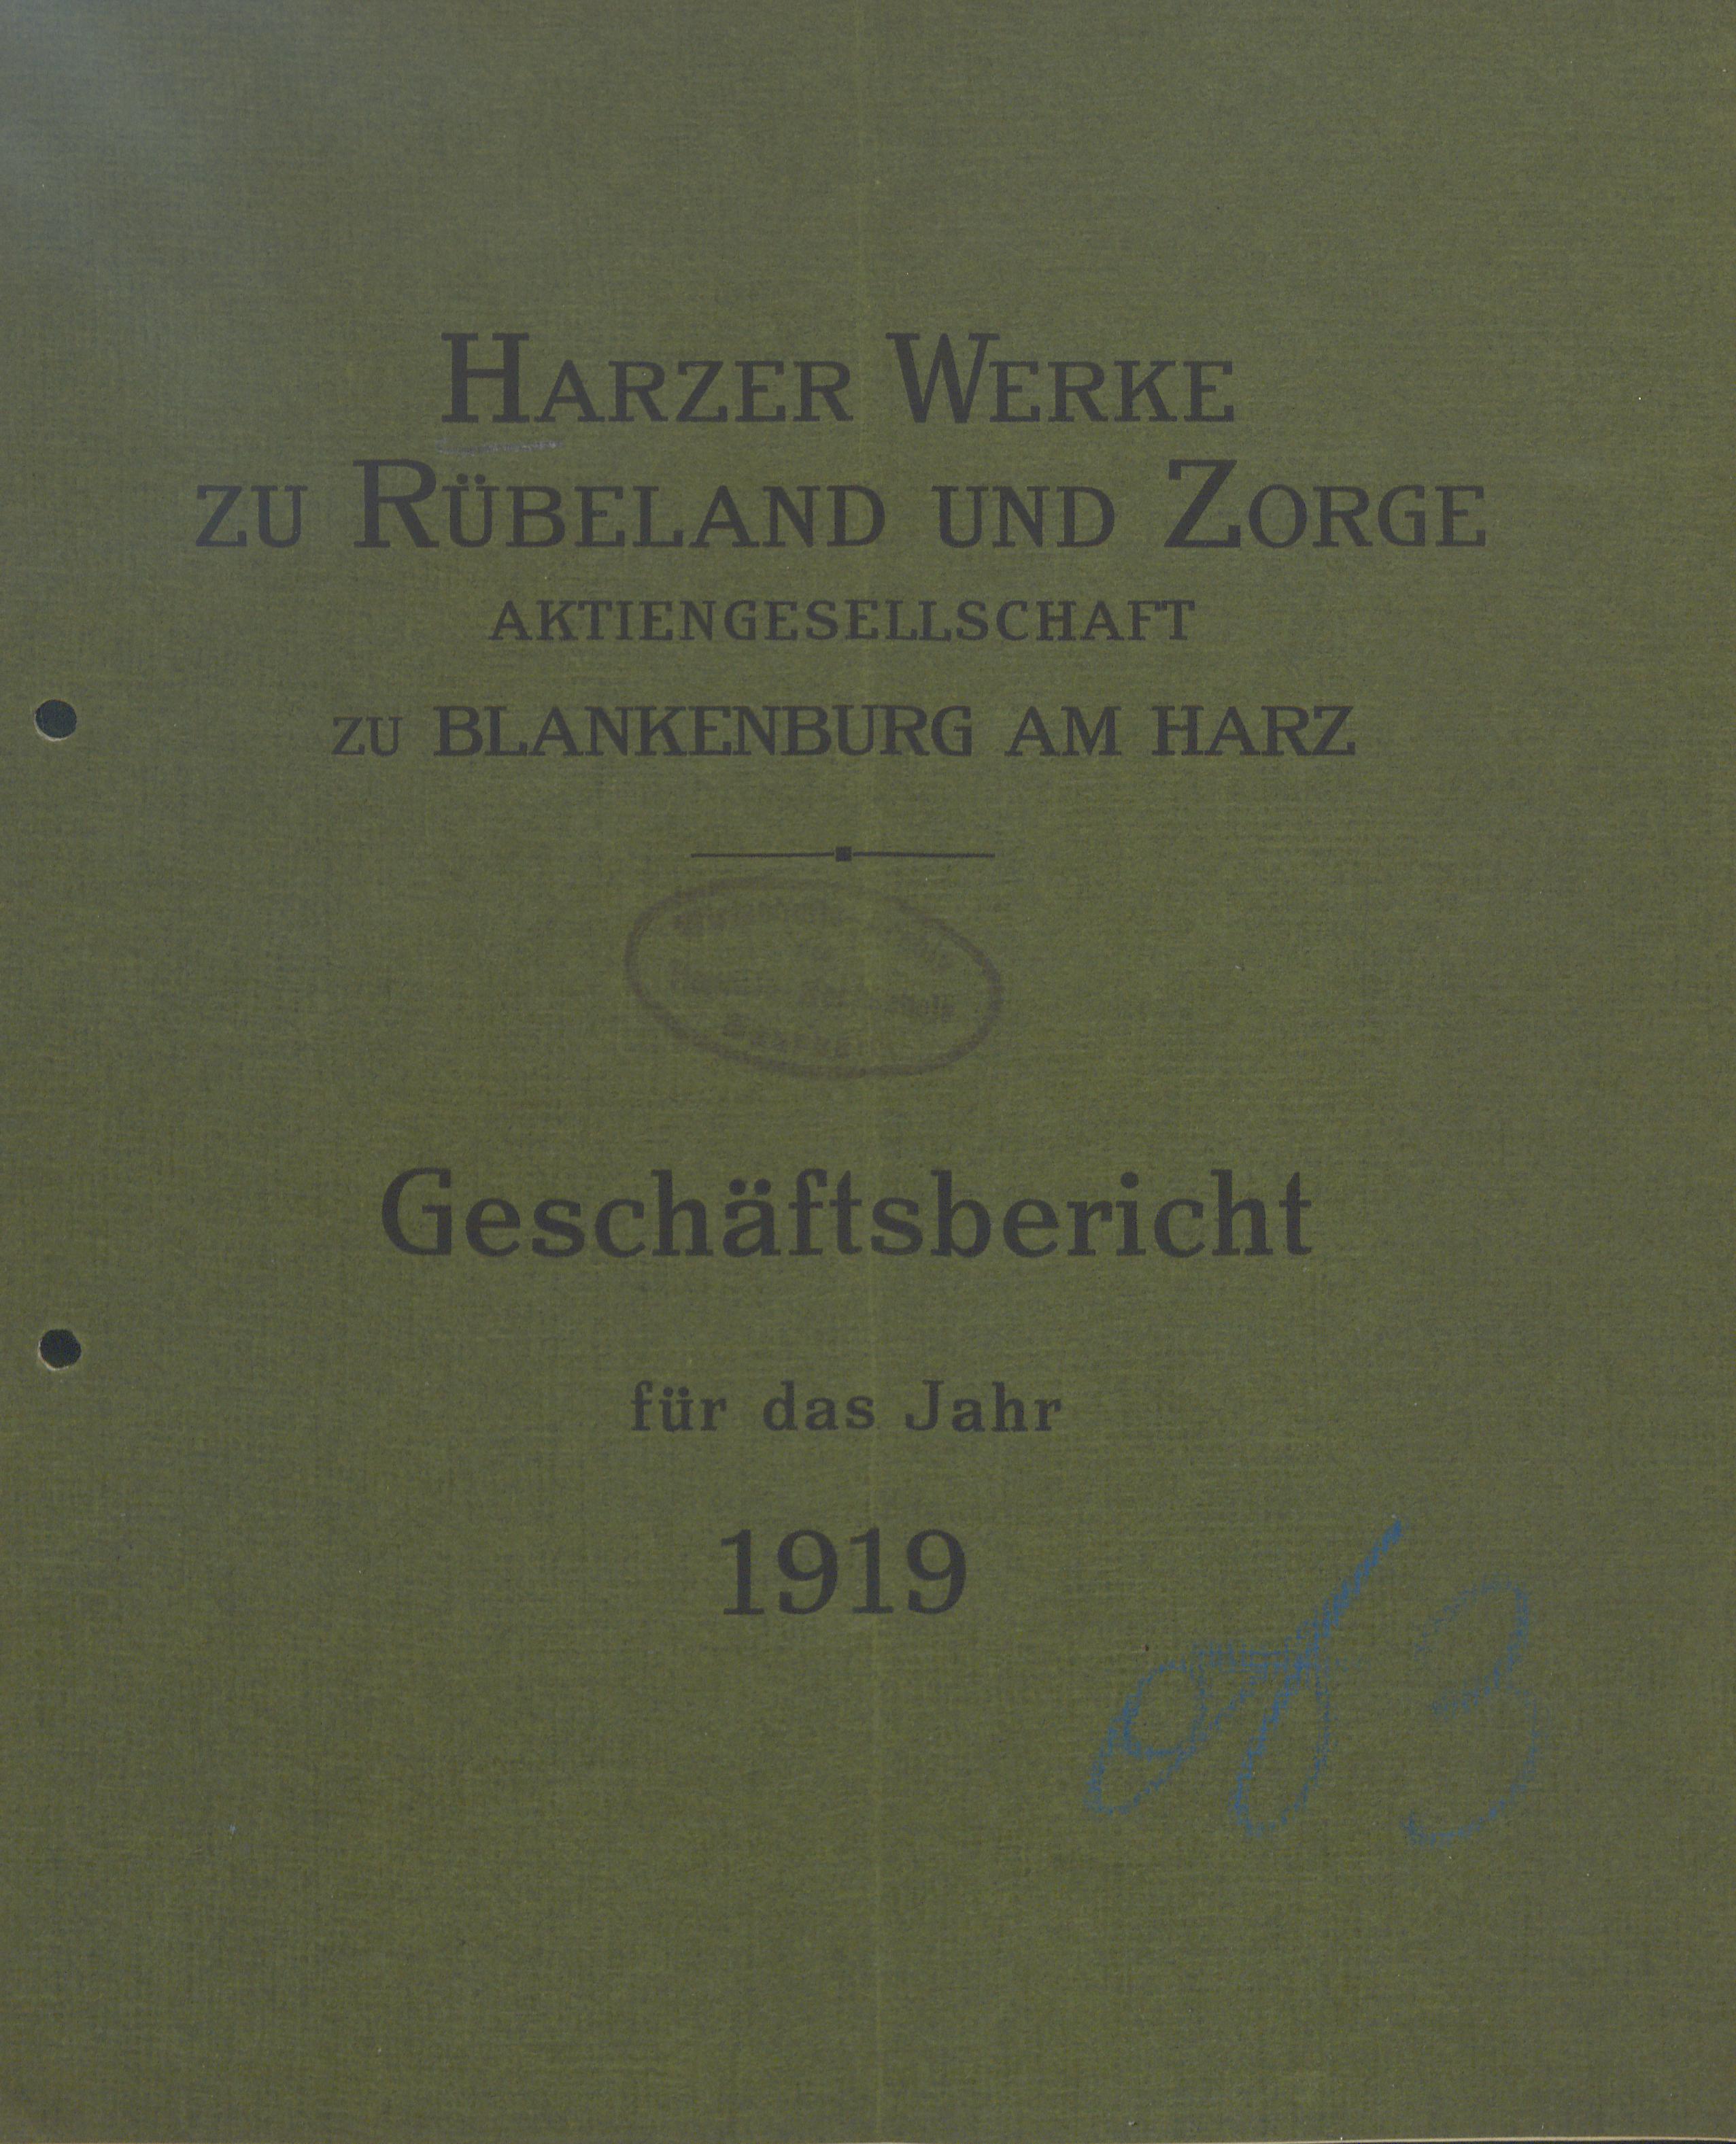 HARZER WERKE
ZU RÜBELAND UND ZORGE
AKTIENGESELLSCHAFT
ZU BLANKENBURG AM HARZ
Geschäftsbericht
für das Jahr
1919